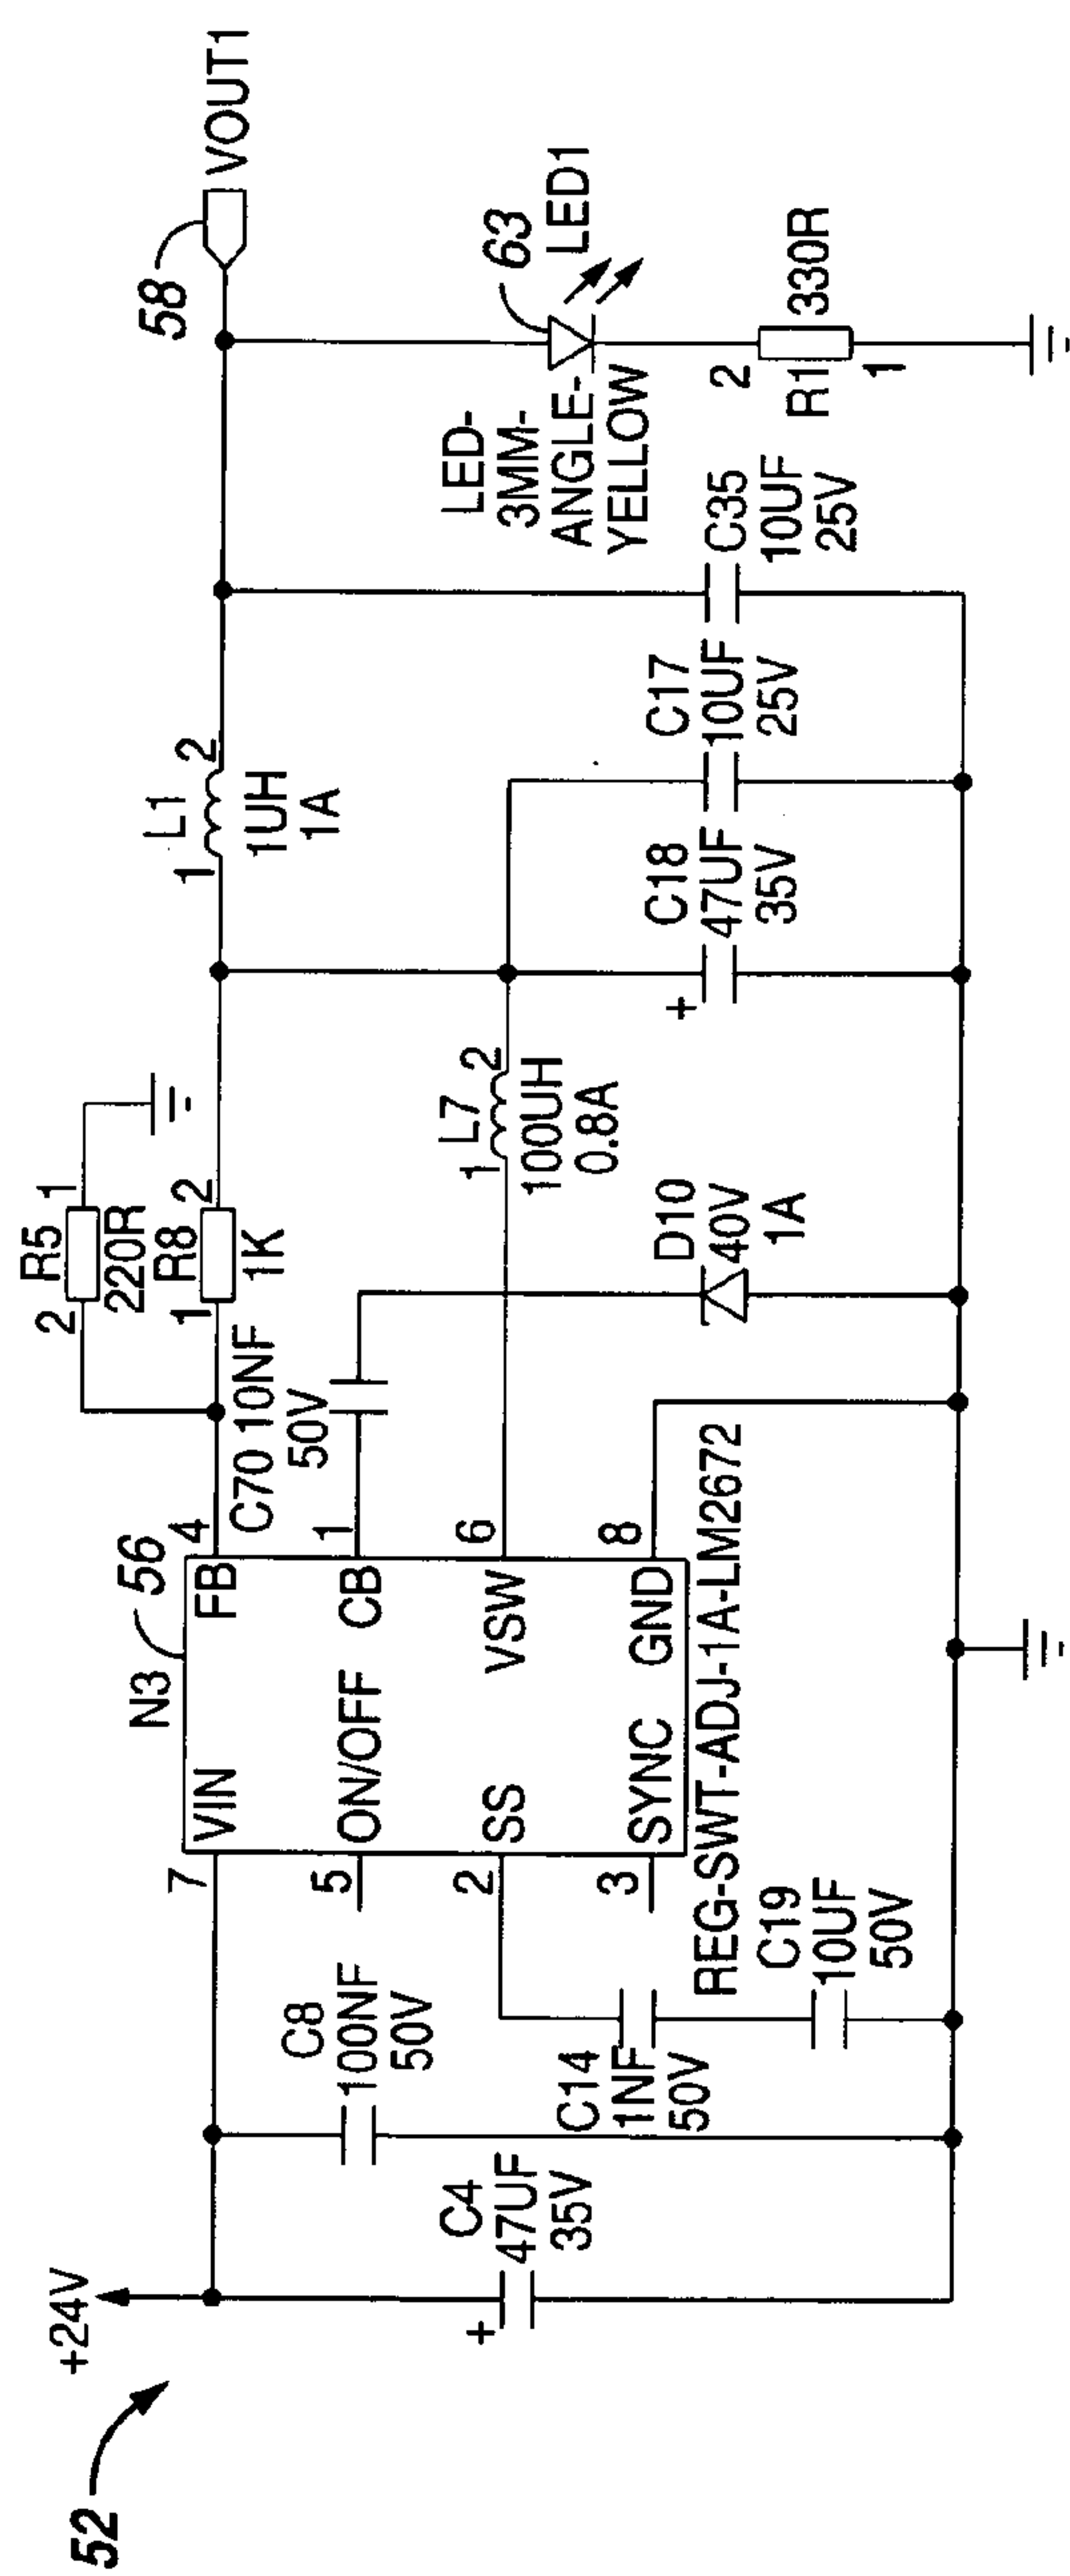 52
+24V
C4
47UF
35V
+
C8
100NF
50V
C14
1NF
50V
C19
10UF
50V
N3
56
7
VIN
5
ON/OFF
2
SS
3
SYNC
FB
4
CB
1
VSW
6
GND
8
REG-SWT-ADJ-1A-LM2672
R5
220R
2
1
R8
1K
1
2
C70 10NF
50V
D10
40V
1A
L7
100UH
0.8A
1
2
L1
1UH
1A
1
2
C18
47UF
35V
+
C17
10UF
25V
C35
10UF
25V
LED-
3MM-
ANGLE-
YELLOW
63
LED1
2
R1
330R
1
58
VOUT1